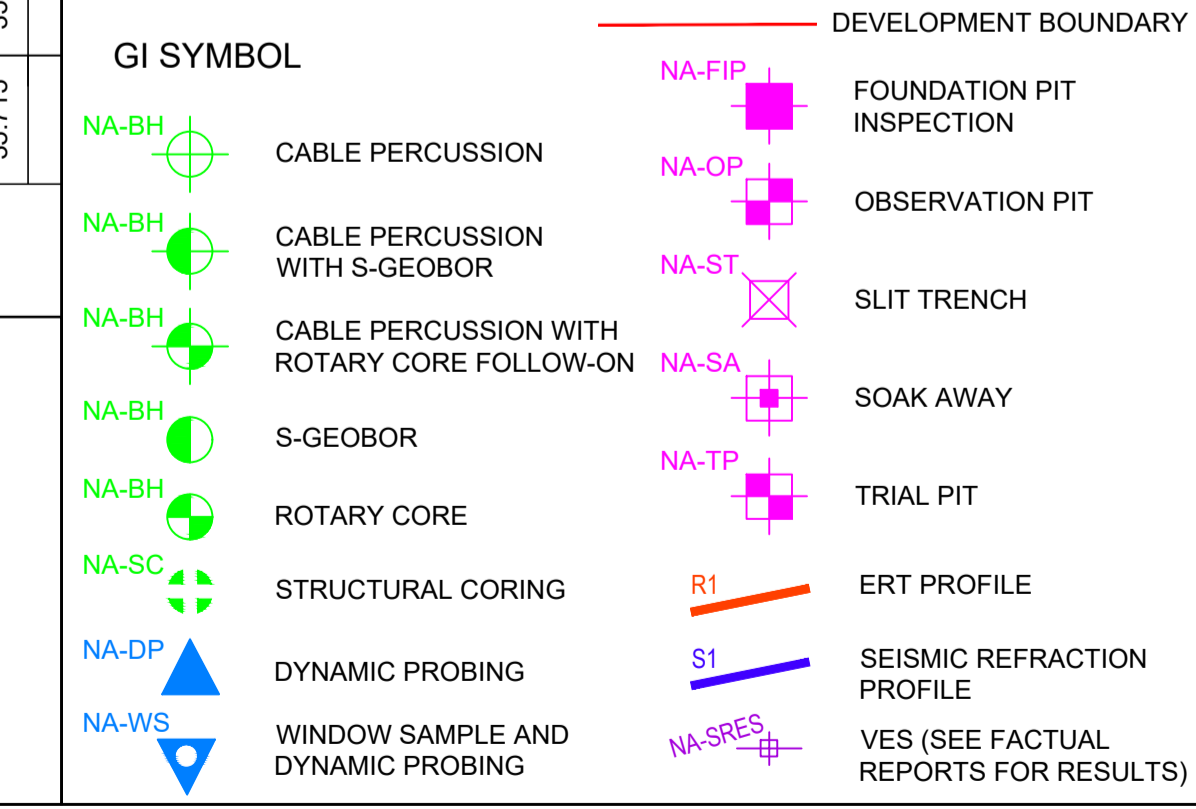 GI SYMBOL
NA-BH
CABLE PERCUSSION
NA-BH
CABLE PERCUSSION
WITH S-GEOBOR
NA-BH
CABLE PERCUSSION WITH
ROTARY CORE FOLLOW-ON
NA-BH
S-GEOBOR
NA-BH
ROTARY CORE
NA-SC
STRUCTURAL CORING
NA-DP
DYNAMIC PROBING
NA-WS
WINDOW SAMPLE AND
DYNAMIC PROBING
DEVELOPMENT BOUNDARY
NA-FIP
FOUNDATION PIT
INSPECTION
NA-OP
OBSERVATION PIT
NA-ST
SLIT TRENCH
NA-SA
SOAK AWAY
NA-TP
TRIAL PIT
R1
ERT PROFILE
S1
SEISMIC REFRACTION
PROFILE
NA-SRES
VES (SEE FACTUAL
REPORTS FOR RESULTS)